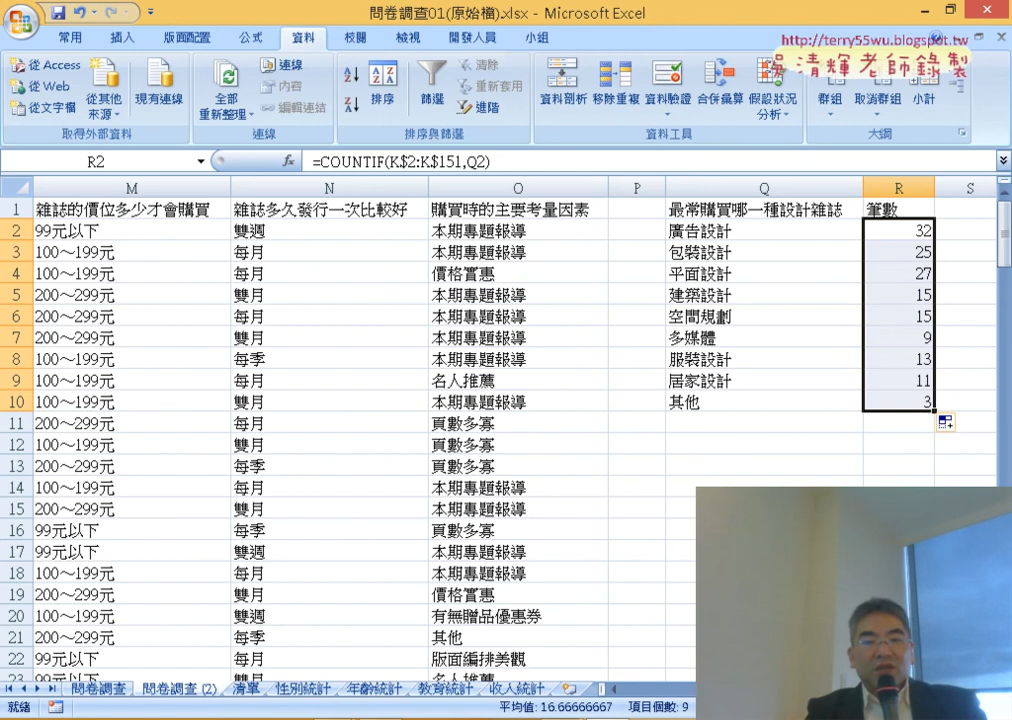 問卷調查01(原始檔).xlsx - Microsoft Excel
常用 插入 版面配置 公式 資料 校閱 檢視 開發人員 小組
http://terry55wu.blogspot.tw
吳清輝老師錄製
從 Access
從 Web
從文字檔
從其他來源
現有連線
取得外部資料
全部重新整理
連線
內容
編輯連結
連線
排序
篩選
清除
重新套用
進階
排序與篩選
資料剖析 移除重複 資料驗證 合併彙算 假設狀況分析
資料工具
群組 取消群組 小計
大綱
R2 fx =COUNTIF(K$2:K$151,Q2)
M N O P Q R S
1 雜誌的價位多少才會購買 雜誌多久發行一次比較好 購買時的主要考量因素 最常購買哪一種設計雜誌 筆數
2 99元以下 雙週 本期專題報導 廣告設計 32
3 100～199元 每月 本期專題報導 包裝設計 25
4 100～199元 每月 價格實惠 平面設計 27
5 200～299元 雙月 本期專題報導 建築設計 15
6 200～299元 每月 本期專題報導 空間規劃 15
7 200～299元 雙月 本期專題報導 多媒體 9
8 100～199元 每季 本期專題報導 服裝設計 13
9 100～199元 每月 名人推薦 居家設計 11
10 100～199元 雙月 本期專題報導 其他 3
11 200～299元 每月 頁數多寡
12 100～199元 雙月 頁數多寡
13 200～299元 每季 頁數多寡
14 100～199元 每月 本期專題報導
15 200～299元 雙月 本期專題報導
16 99元以下 每季 頁數多寡
17 99元以下 雙週 本期專題報導
18 100～199元 每月 本期專題報導
19 200～299元 雙月 價格實惠
20 100～199元 雙週 有無贈品優惠券
21 200～299元 每季 其他
22 99元以下 每月 版面編排美觀
23 99元以下 雙月 名人推薦
問卷調查 問卷調查 (2) 清單 性別統計 年齡統計 教育統計 收入統計
就緒 平均值: 16.66666667 項目個數: 9